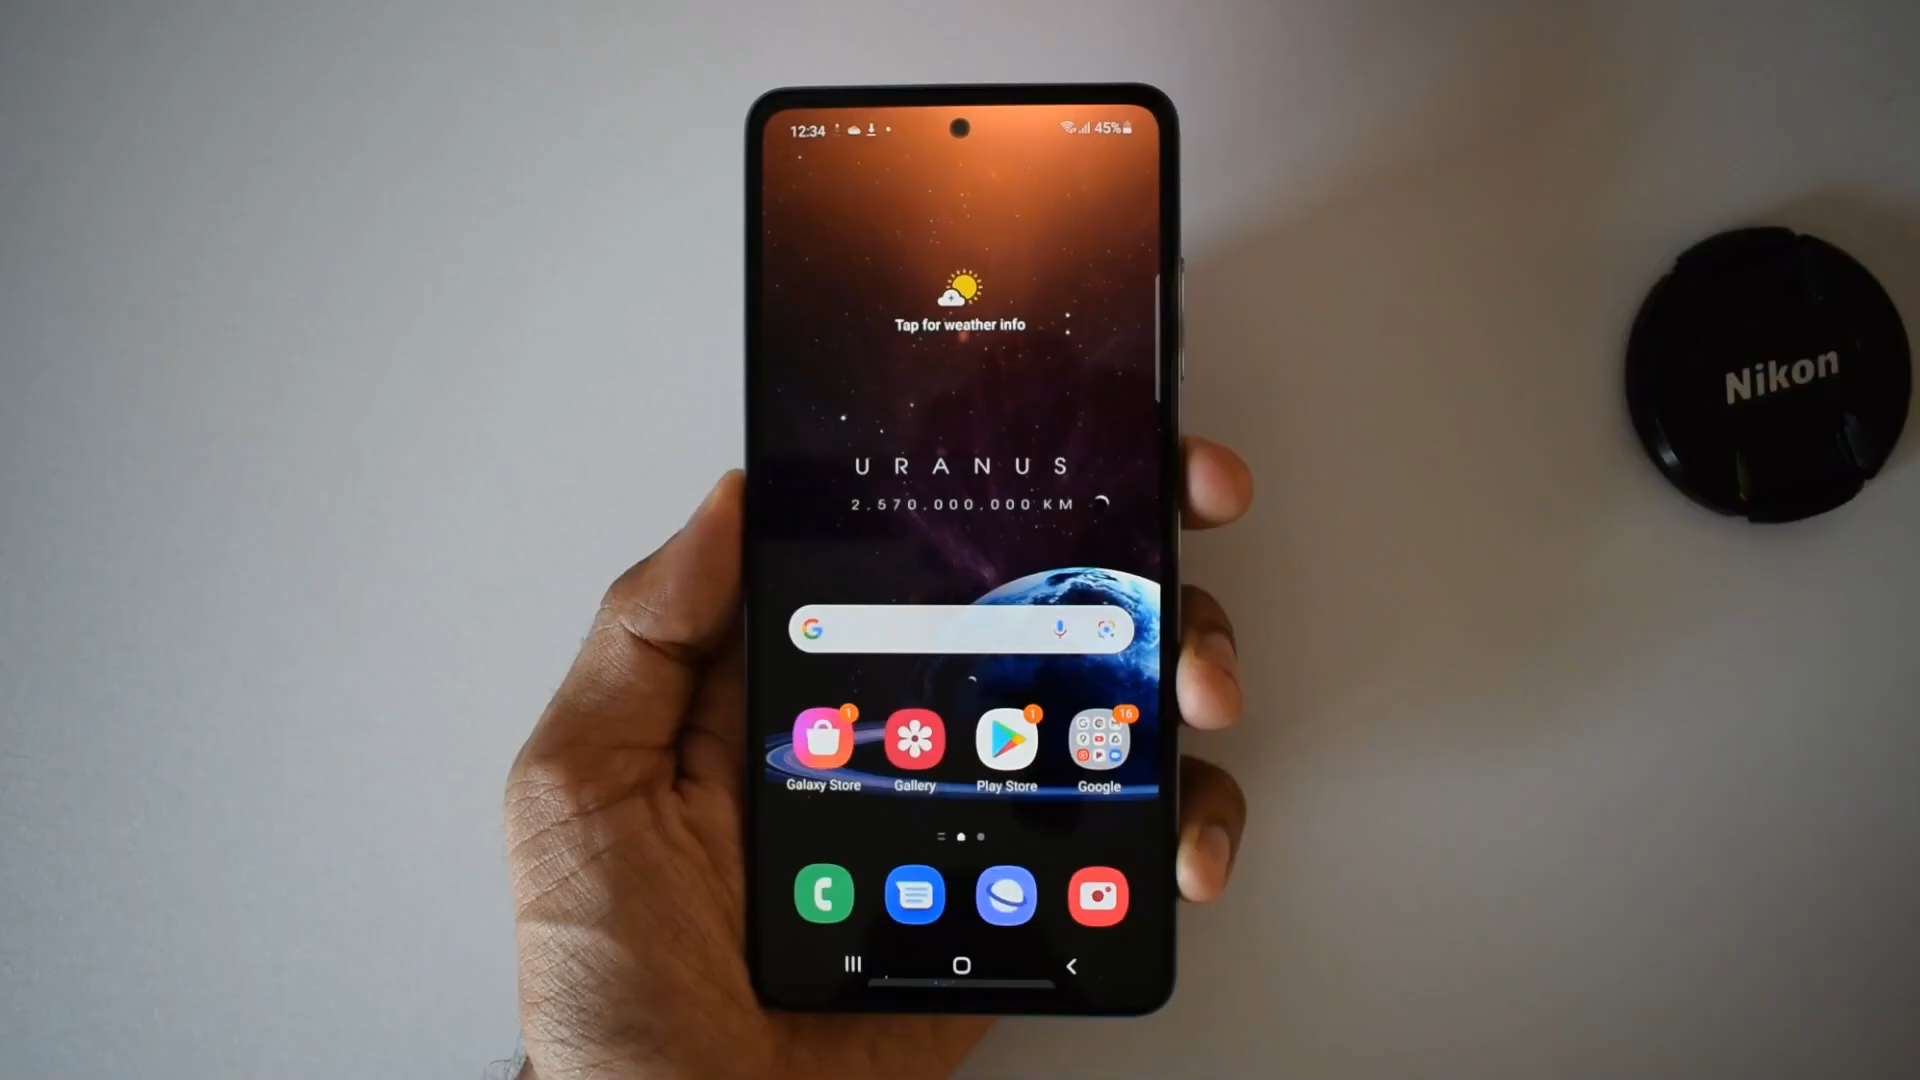 12:34
45%
Tap for weather info
URANUS
2,570,000,000 KM
G
1
1
16
Galaxy Store
Gallery
Play Store
Google
Nikon